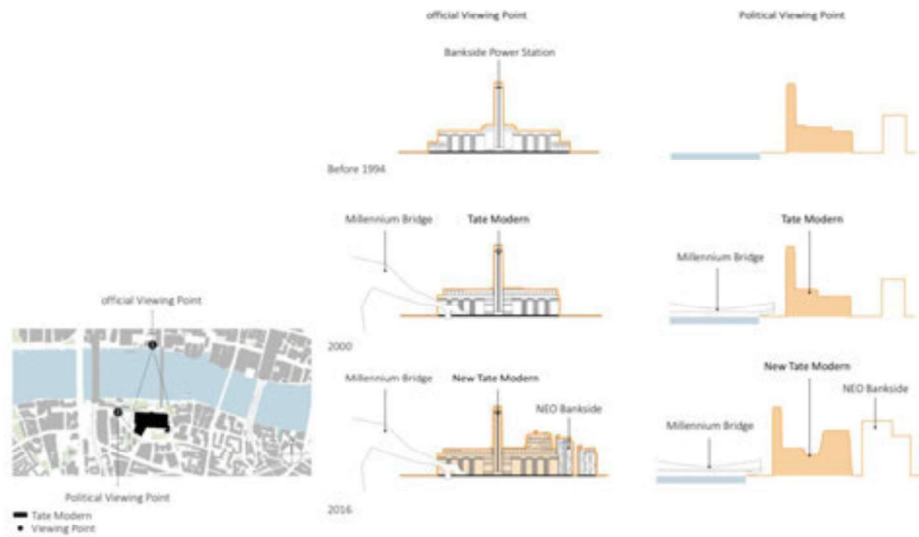 official Viewing Point
Political Viewing Point
Bankside Power Station
Before 1994
Millennium Bridge
Tate Modern
Tate Modern
Millennium Bridge
2000
Millennium Bridge
New Tate Modern
NEO Bankside
New Tate Modern
NEO Bankside
Millennium Bridge
2016
official Viewing Point
Political Viewing Point
Tate Modern
Viewing Point